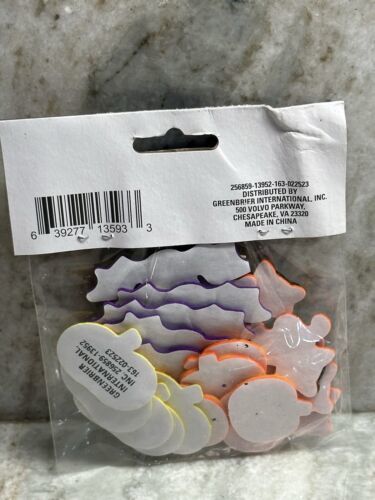 256859-13952-163-022523
DISTRIBUTED BY
GREENBRIER INTERNATIONAL, INC.
500 VOLVO PARKWAY,
CHESAPEAKE, VA 23320
MADE IN CHINA
6 39277 13593 3
GREENBRIER
INTERNATIONAL,
INC. 256859-13952
163-022523